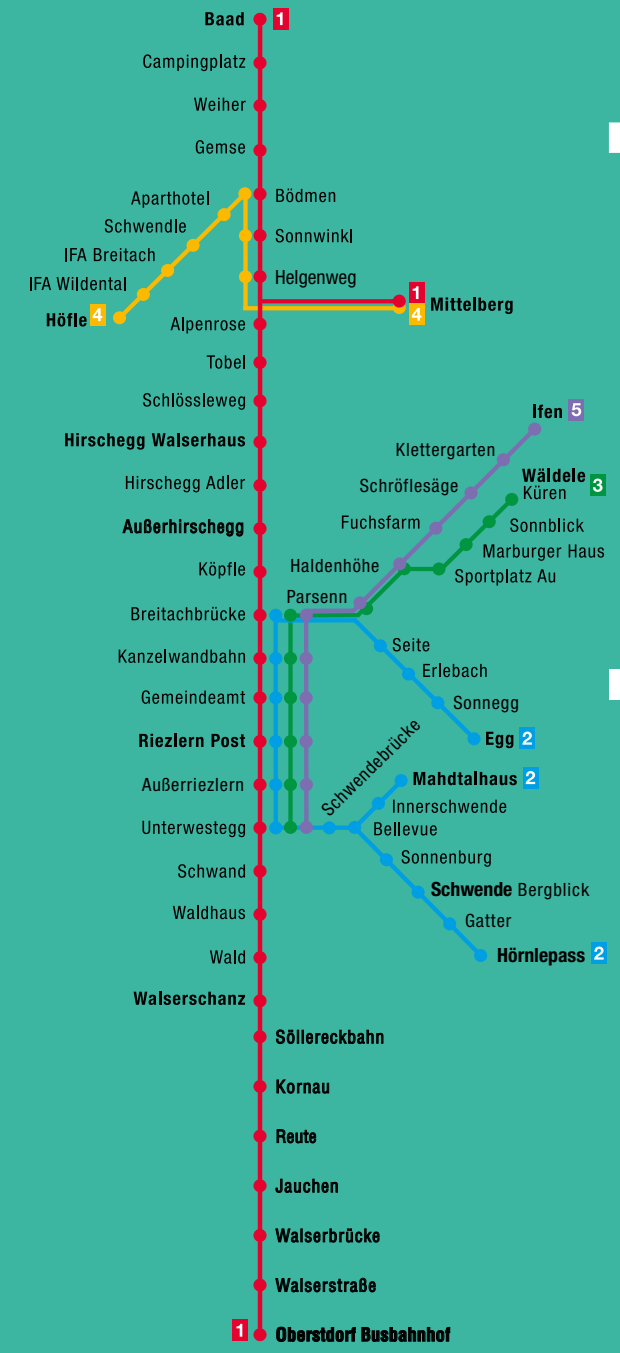 Baad 1
Campingplatz
Weiher
Gemse
Aparthotel
Bödmen
Schwendle
Sonnwinkl
IFA Breitach
Helgenweg
IFA Wildental
1
Mittelberg
4
Höfle 4
Alpenrose
Tobel
Schlössleweg
Ifen 5
Hirschegg Walserhaus
Klettergarten
Wäldele
3
Küren
Hirschegg Adler
Schröflesäge
Fuchsfarm
Sonnblick
Außerhirschegg
Marburger Haus
Haldenhöhe
Köpfle
Sportplatz Au
Parsenn
Breitachbrücke
Seite
Kanzelwandbahn
Erlebach
Gemeindeamt
Sonnegg
Riezlern Post
Egg 2
Schwendebrücke
Mahdtalhaus 2
Außerriezlern
Innerschwende
Unterwestegg
Bellevue
Sonnenburg
Schwand
Schwende Bergblick
Waldhaus
Gatter
Wald
Hörnlepass 2
Walserschanz
Söllereckbahn
Kornau
Reute
Jauchen
Walserbrücke
Walserstraße
1 Oberstdorf Busbahnhof